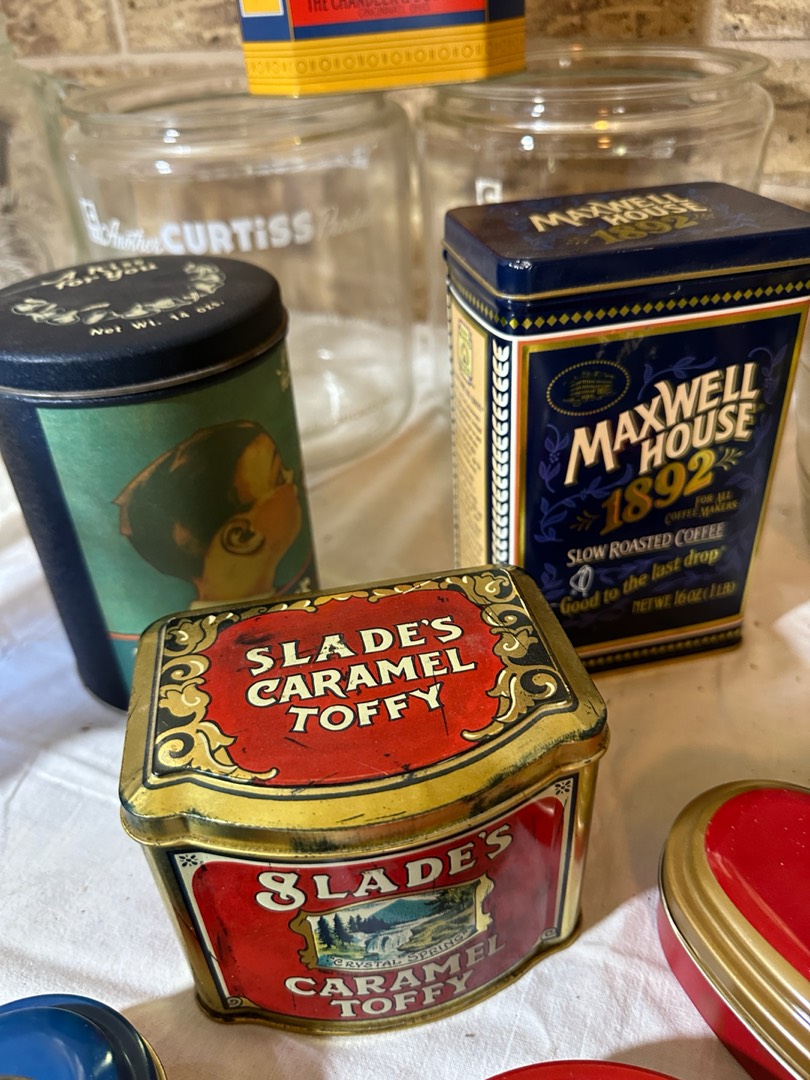 THE CHANDLER &
CINCINNATI
Another CURTiSS
A Kiss
FOR YOU
Net Wt. 14 ozs.
MAXWELL
HOUSE
1892
MAXWELL
HOUSE
1892
FOR ALL
COFFEE MAKERS
SLOW ROASTED COFFEE
Good to the last drop®
NET WT. 16 OZ (1 LB)
SLADE'S
CARAMEL
TOFFY
SLADE'S
CRYSTAL SPRING
CARAMEL
TOFFY